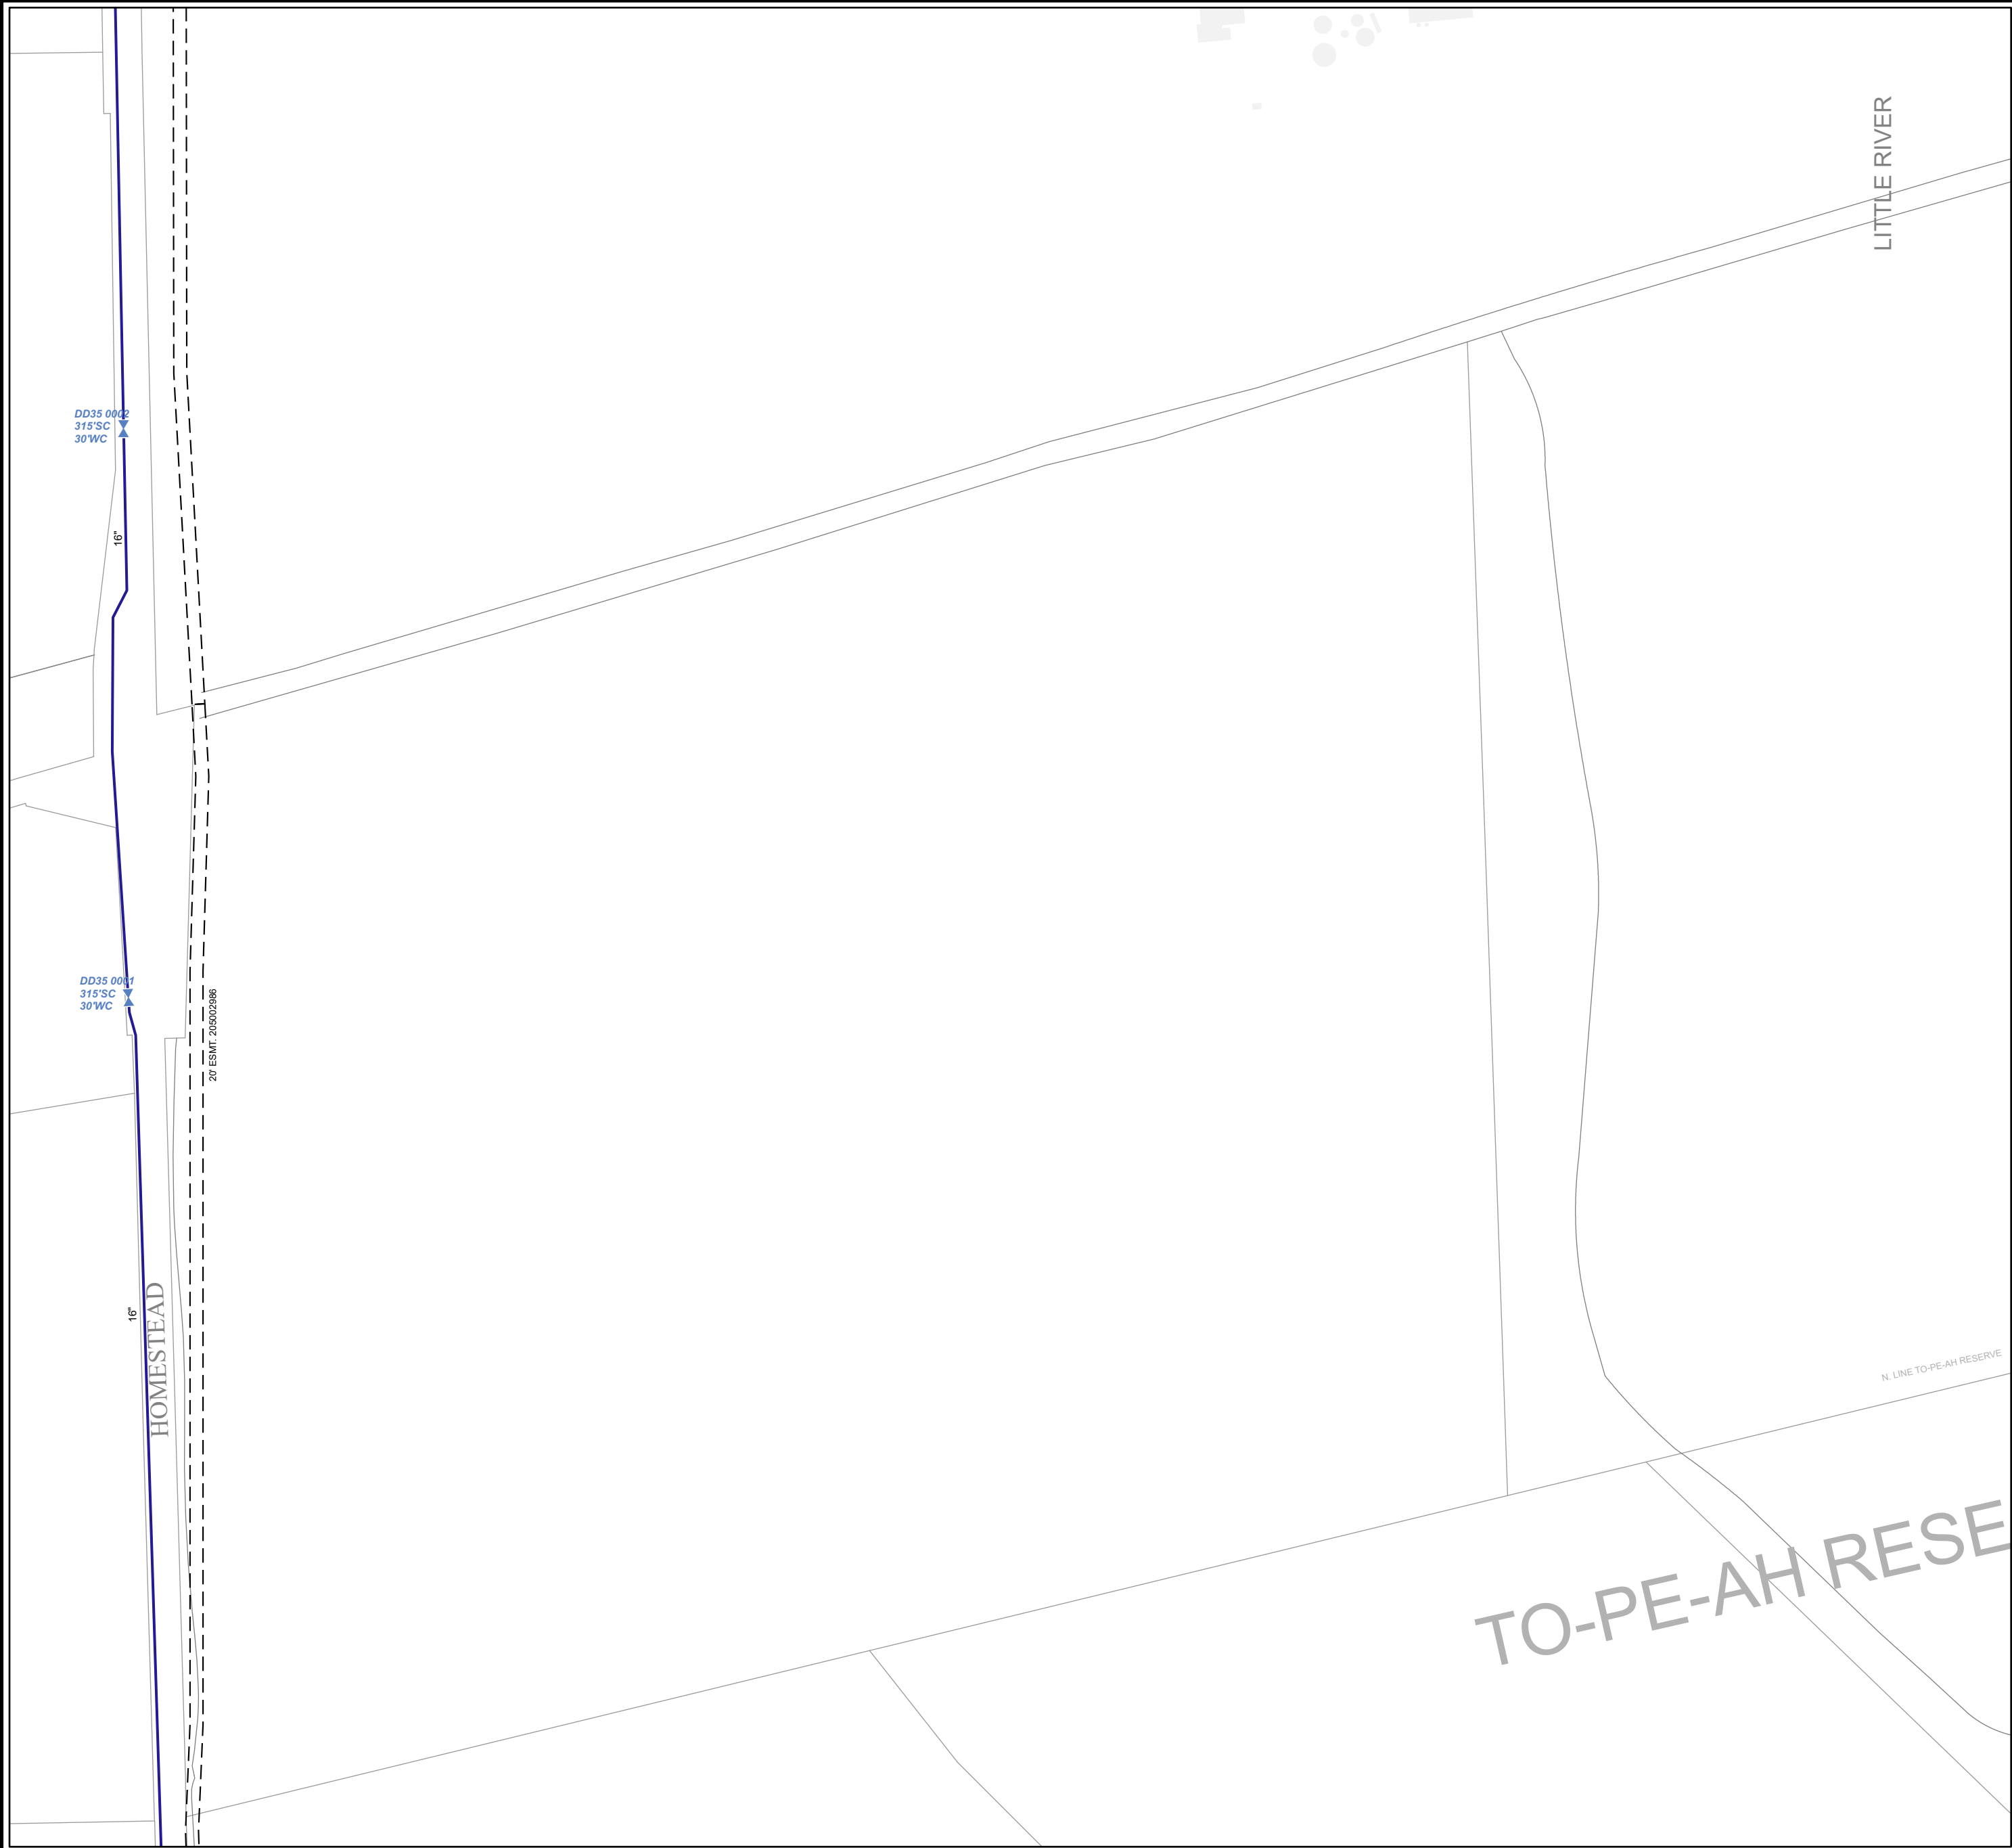 LITTLE RIVER
DD35 0002
315'SC
30'WC
16"
DD35 0001
315'SC
30'WC
20' ESMT. 205002986
16"
HOMESTEAD
N. LINE TO-PE-AH RESERVE
TO-PE-AH RESE